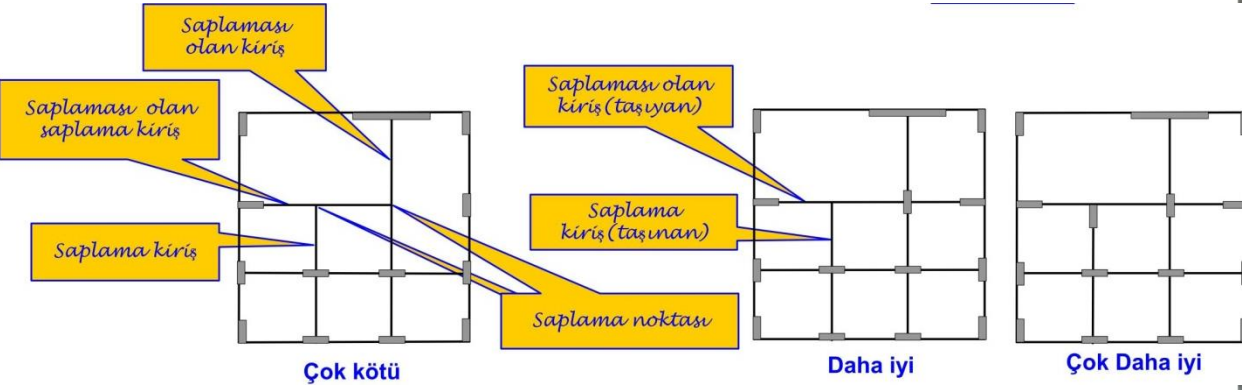 Saplaması
olan kiriş
Saplaması olan
saplama kiriş
Saplama kiriş
Saplama noktası
Çok kötü
Saplaması olan
kiriş(taşıyan)
Saplama
kiriş(taşınan)
Daha iyi
Çok Daha iyi